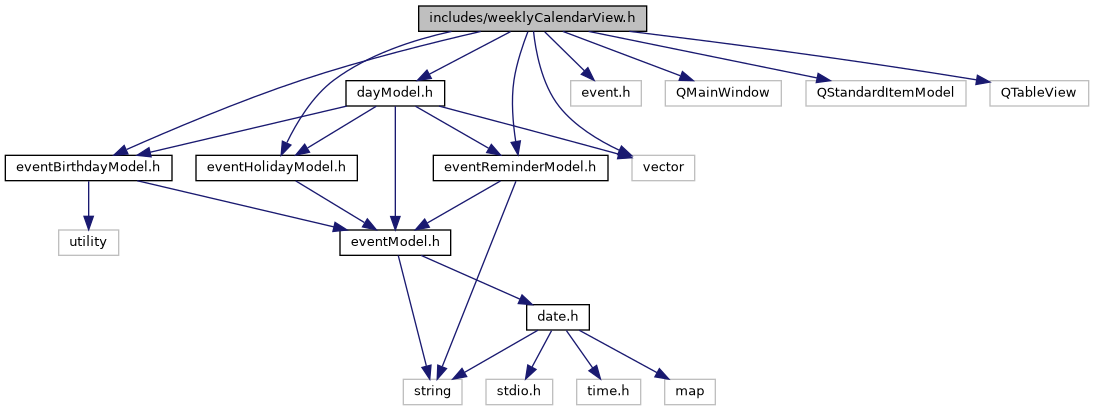 includes/weeklyCalendarView.h
dayModel.h
event.h
QMainWindow
QStandardItemModel
QTableView
eventBirthdayModel.h
eventHolidayModel.h
eventReminderModel.h
vector
utility
eventModel.h
date.h
string
stdio.h
time.h
map